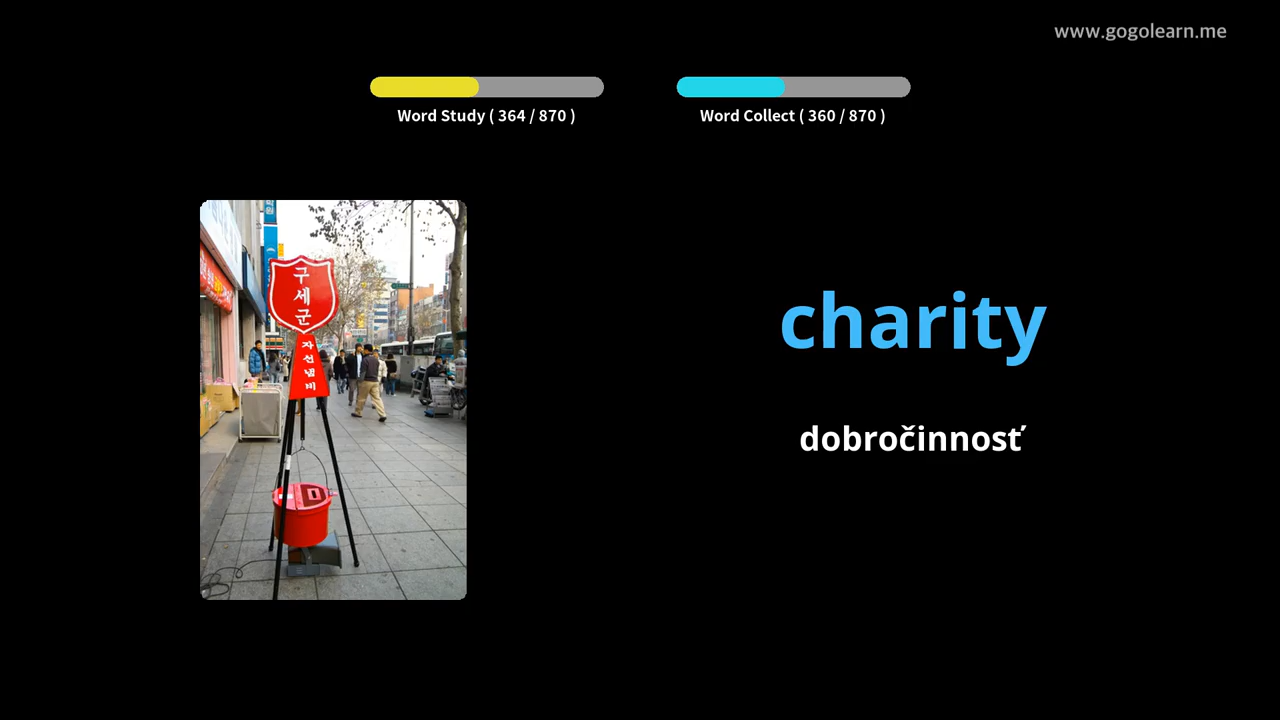 www.gogolearn.me
Word Study ( 364 / 870 )
Word Collect ( 360 / 870 )
구세군
자선냄비
charity
dobročinnosť